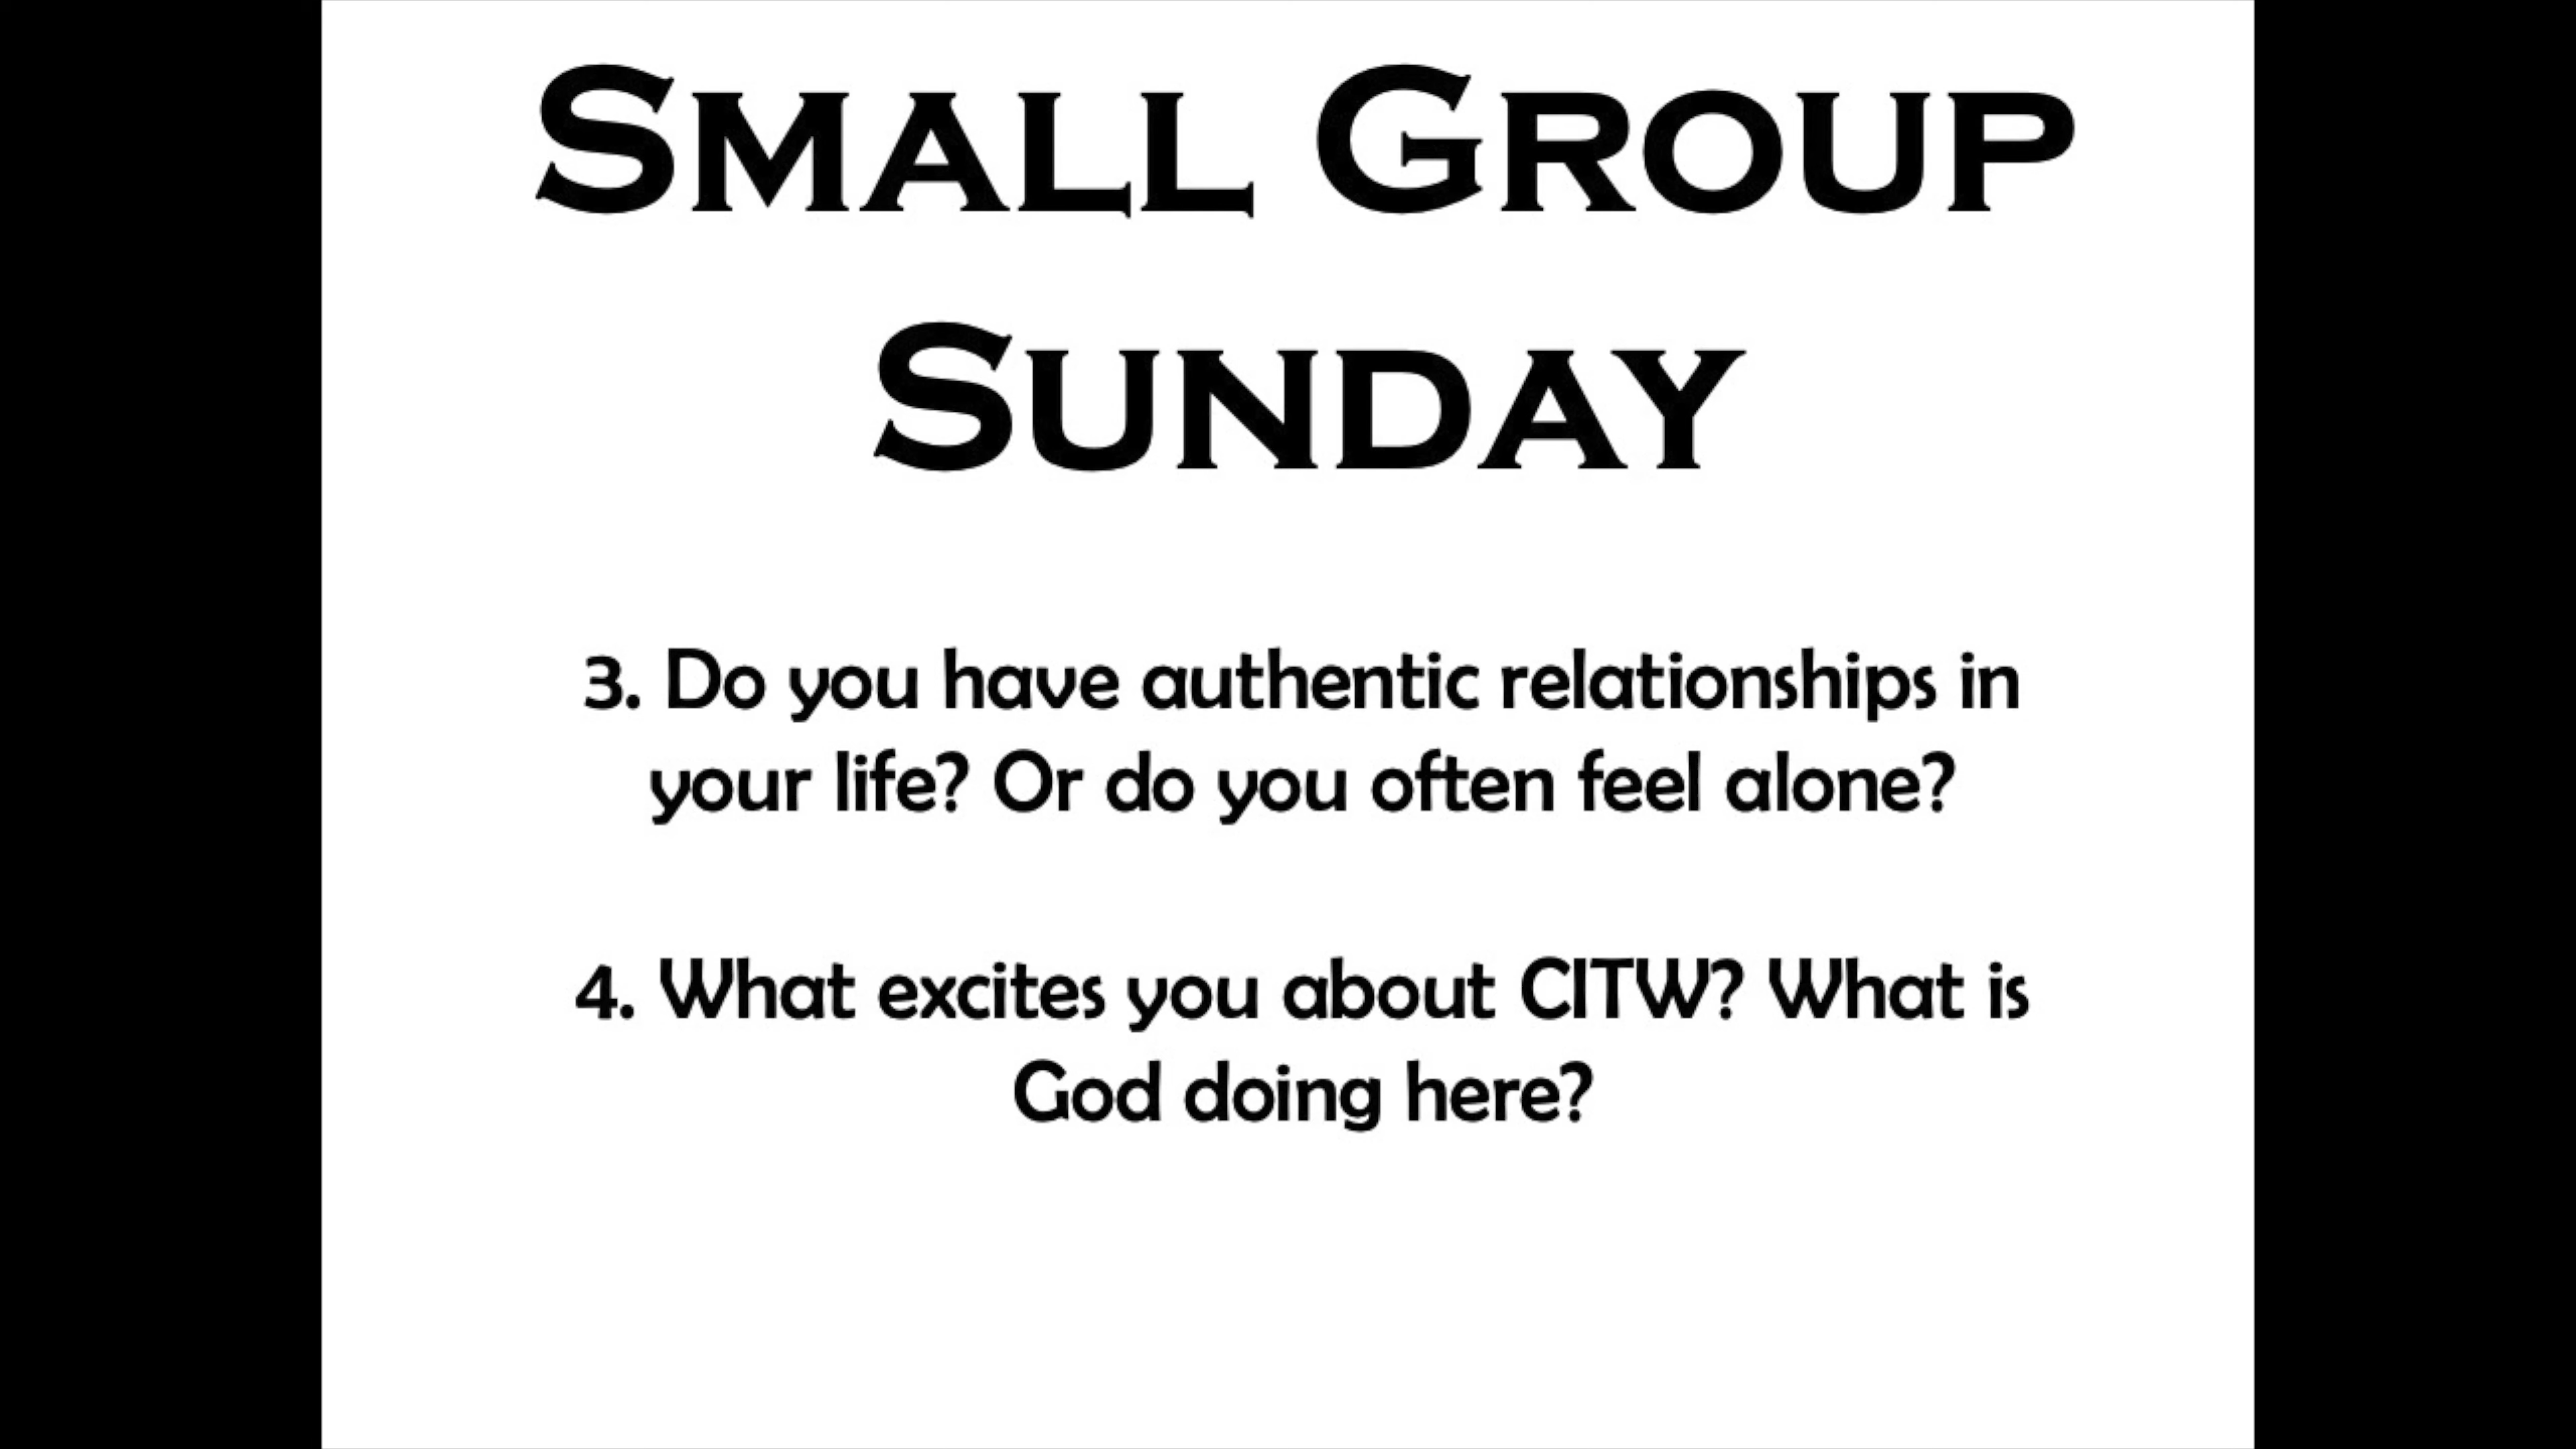 SMALL GROUP
SUNDAY
3. Do you have authentic relationships in
your life? Or do you often feel alone?
4. What excites you about CITW? What is
God doing here?